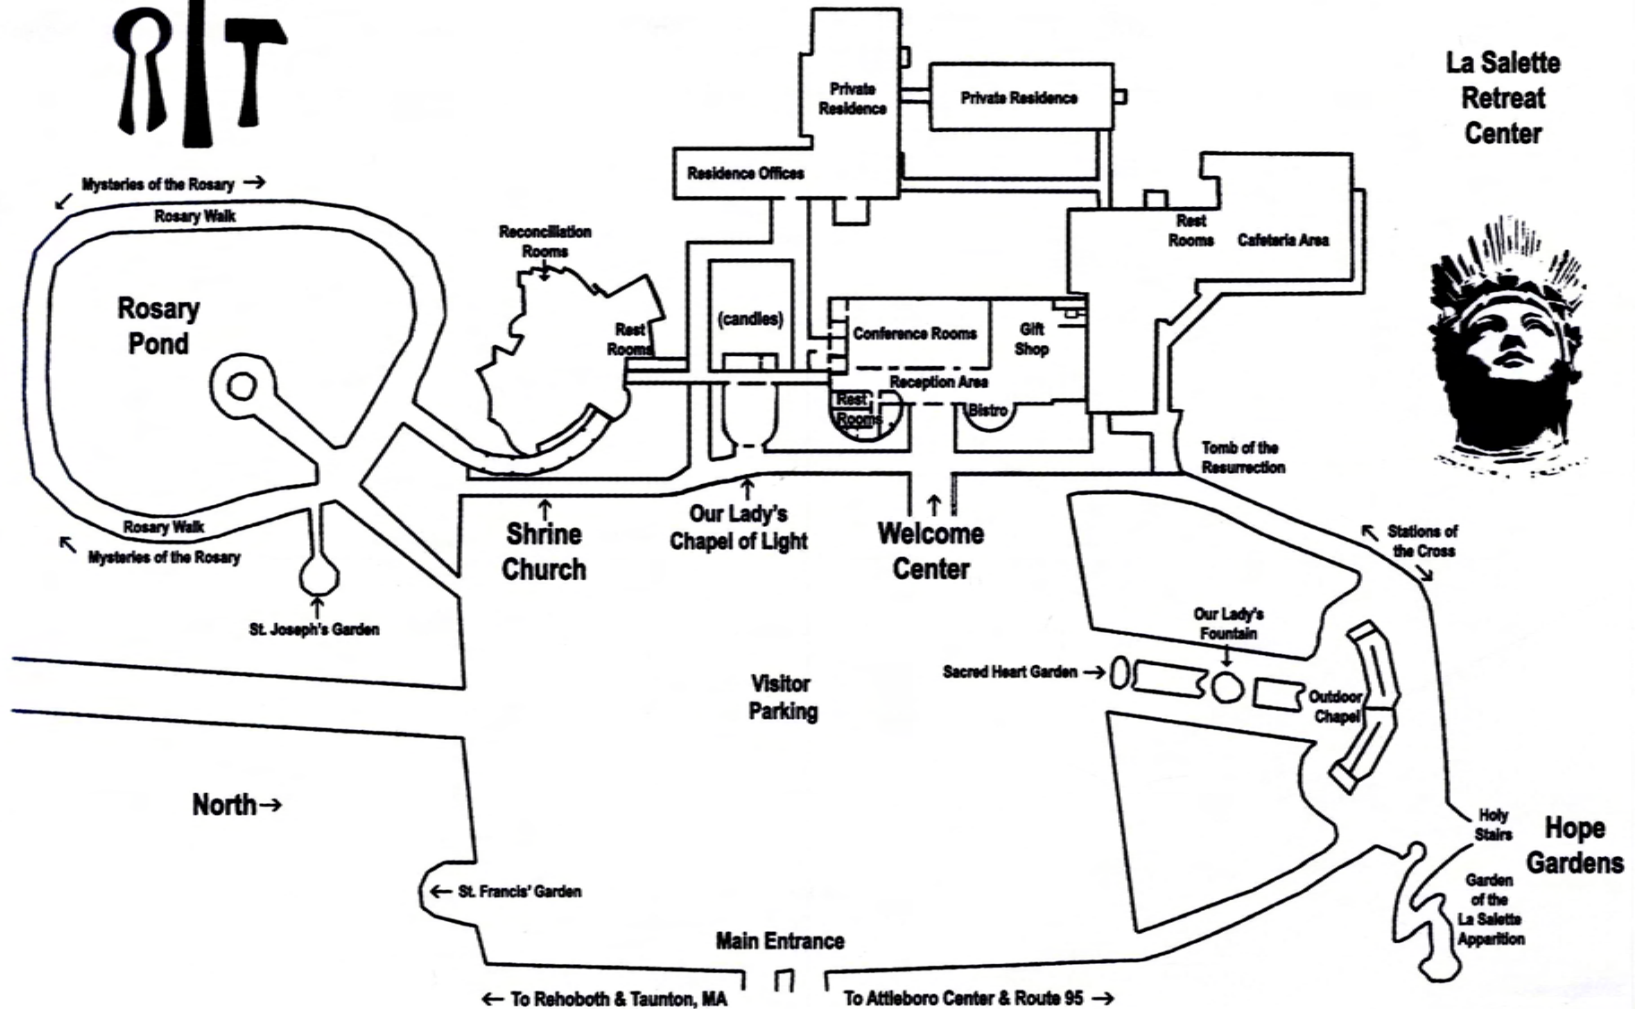 La Salette
Retreat
Center
Private
Residence
Private Residence
Residence Offices
Mysteries of the Rosary →
Rosary Walk
Reconciliation
Rooms
Rest
Rooms
Cafeteria Area
Rosary
Pond
(candles)
Rest
Rooms
Conference Rooms
Gift
Shop
Reception Area
Rest
Rooms
Bistro
Tomb of the
Resurrection
Rosary Walk
Mysteries of the Rosary
Shrine
Church
Our Lady's
Chapel of Light
Welcome
Center
Stations of
the Cross
St. Joseph's Garden
Our Lady's
Fountain
Sacred Heart Garden →
Outdoor
Chapel
Visitor
Parking
North→
Holy
Stairs
Hope
Gardens
← St. Francis' Garden
Garden
of the
La Salette
Apparition
Main Entrance
← To Rehoboth & Taunton, MA
To Attleboro Center & Route 95 →